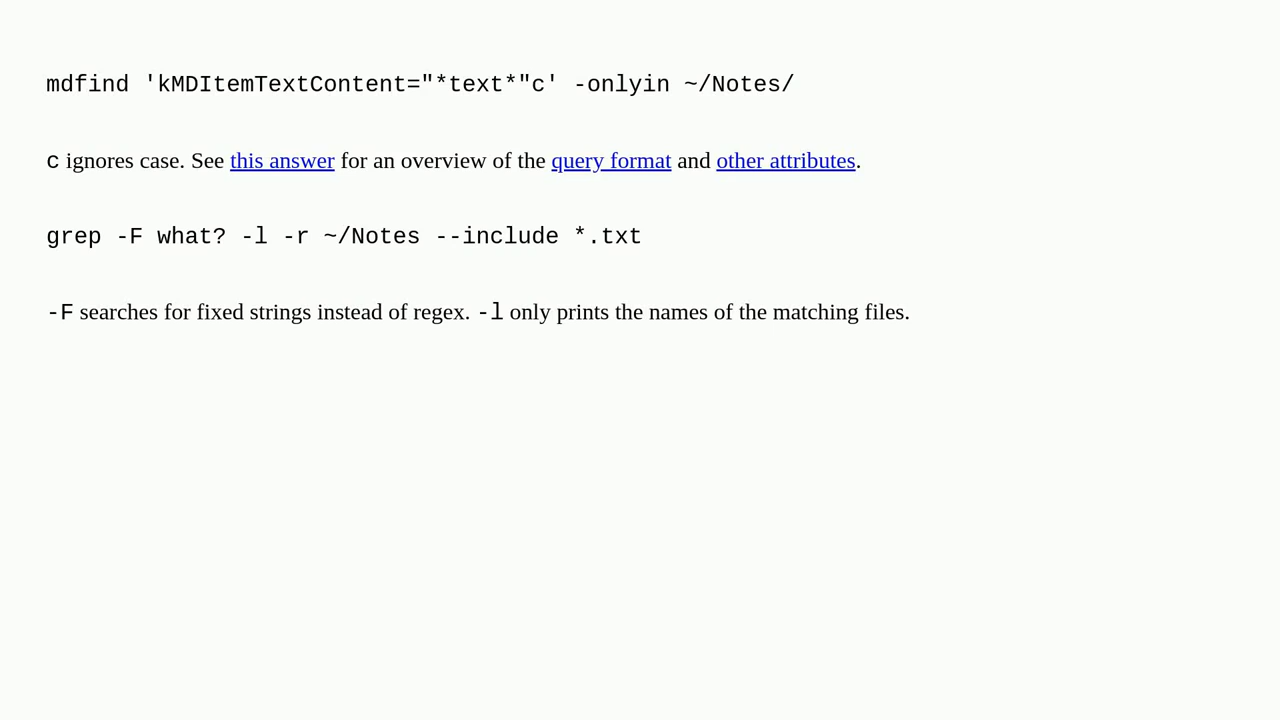 mdfind 'kMDItemTextContent="*text*"c' -onlyin ~/Notes/
c ignores case. See this answer for an overview of the query format and other attributes.
grep -F what? -l -r ~/Notes --include *.txt
-F searches for fixed strings instead of regex. -l only prints the names of the matching files.